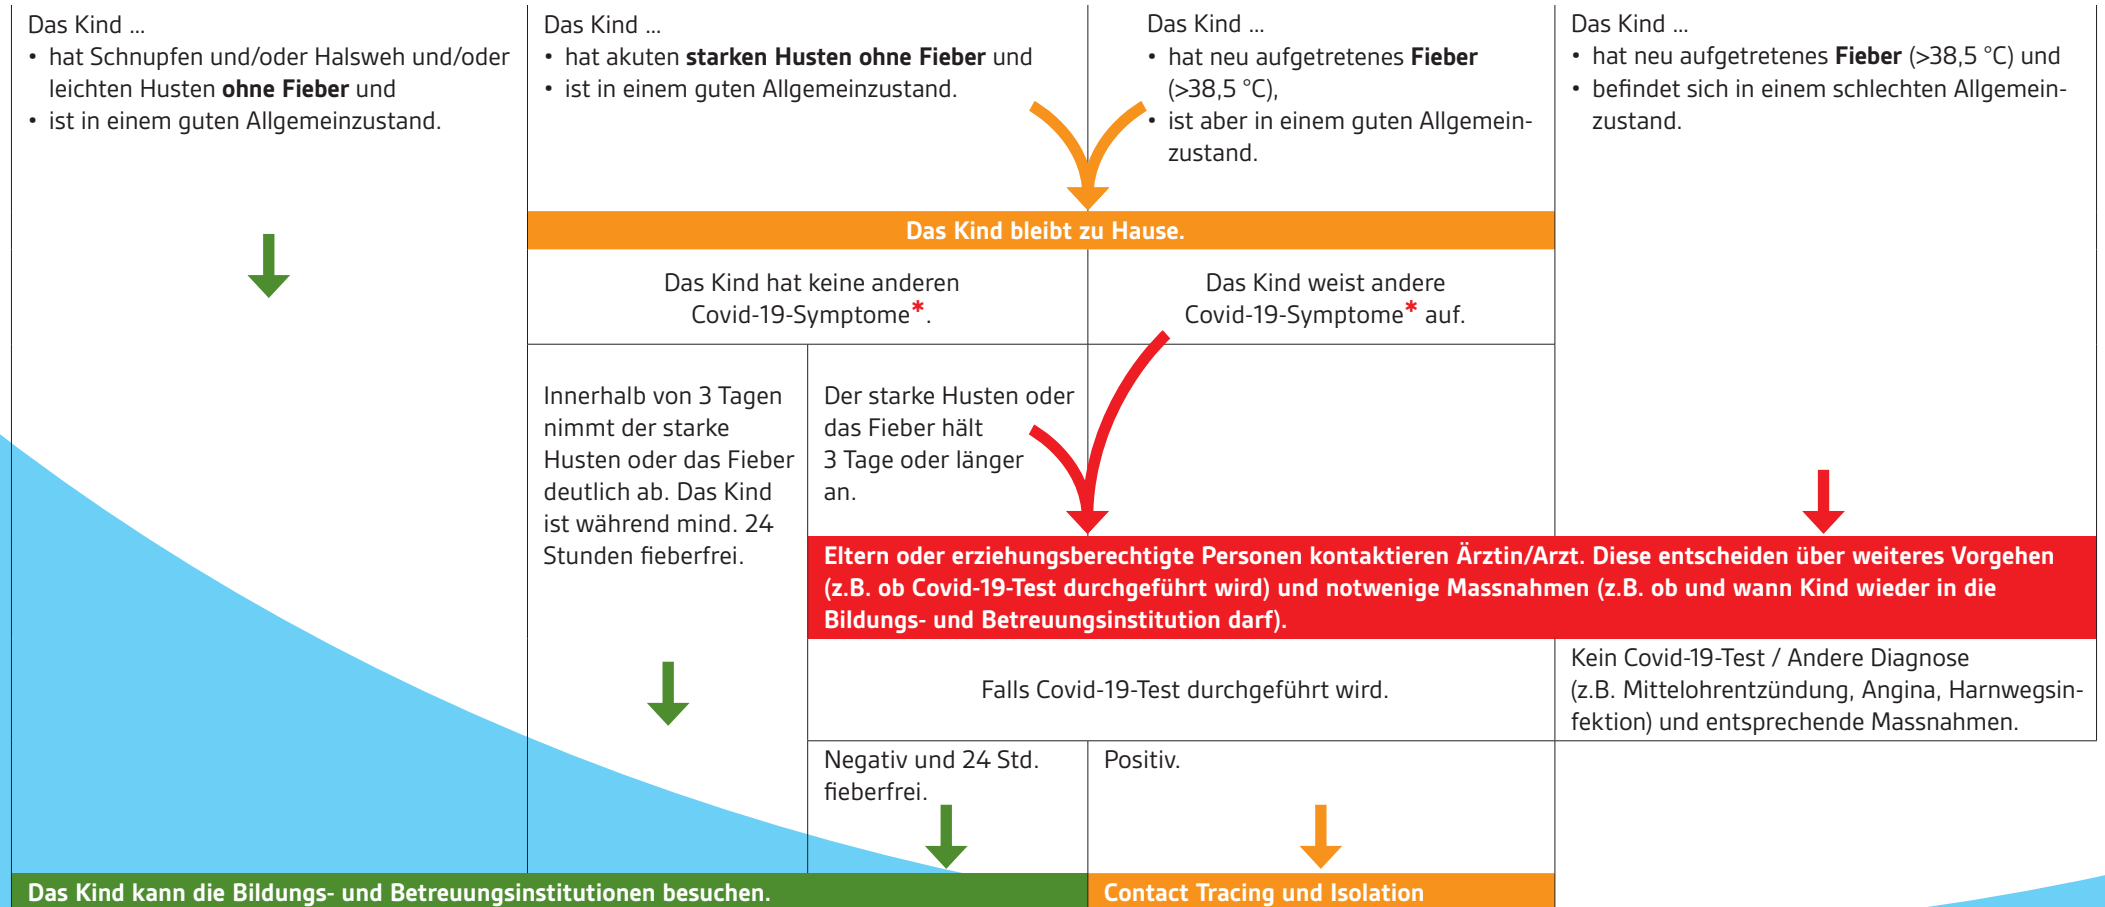 Das Kind ...
• hat Schnupfen und/oder Halsweh und/oder
leichten Husten ohne Fieber und
• ist in einem guten Allgemeinzustand.
Das Kind ...
• hat akuten starken Husten ohne Fieber und
• ist in einem guten Allgemeinzustand.
Das Kind ...
• hat neu aufgetretenes Fieber
(>38,5 °C),
• ist aber in einem guten Allgemein-
zustand.
Das Kind ...
• hat neu aufgetretenes Fieber (>38,5 °C) und
• befindet sich in einem schlechten Allgemein-
zustand.
Das Kind bleibt zu Hause.
Das Kind hat keine anderen
Covid-19-Symptome*.
Das Kind weist andere
Covid-19-Symptome* auf.
Innerhalb von 3 Tagen
nimmt der starke
Husten oder das Fieber
deutlich ab. Das Kind
ist während mind. 24
Stunden fieberfrei.
Der starke Husten oder
das Fieber hält
3 Tage oder länger
an.
Eltern oder erziehungsberechtigte Personen kontaktieren Ärztin/Arzt. Diese entscheiden über weiteres Vorgehen
(z.B. ob Covid-19-Test durchgeführt wird) und notwenige Massnahmen (z.B. ob und wann Kind wieder in die
Bildungs- und Betreuungsinstitution darf).
Falls Covid-19-Test durchgeführt wird.
Kein Covid-19-Test / Andere Diagnose
(z.B. Mittelohrentzündung, Angina, Harnwegsin-
fektion) und entsprechende Massnahmen.
Negativ und 24 Std.
fieberfrei.
Positiv.
Das Kind kann die Bildungs- und Betreuungsinstitutionen besuchen.
Contact Tracing und Isolation